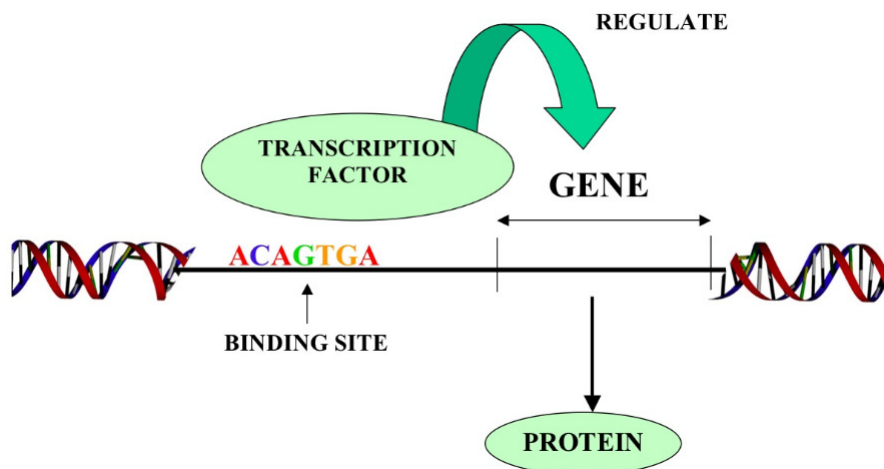 REGULATE
TRANSCRIPTION
FACTOR
GENE
ACAGTGA
BINDING SITE
PROTEIN